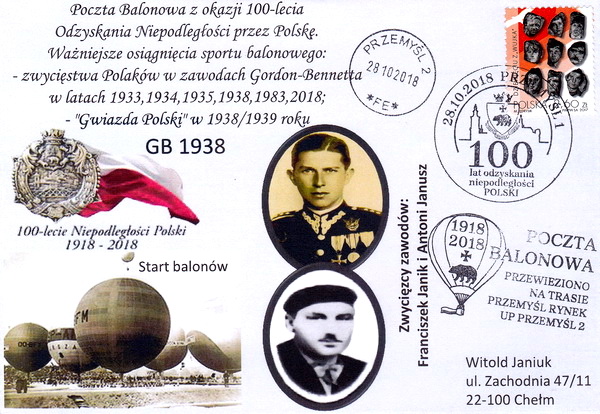 Poczta Balonowa z okazji 100-lecia
Odzyskania Niepodległości przez Polskę.
Ważniejsze osiągnięcia sportu balonowego:
- zwycięstwa Polaków w zawodach Gordon-Bennetta
w latach 1933,1934,1935,1938,1983,2018;
- "Gwiazda Polski" w 1938/1939 roku
GB 1938
PRZEMYŚL 2
28.10.2018
*FE*
POLSKA
28.10.2018 PRZEMYŚL 1
100
lat odzyskania
niepodległości
POLSKI
100-lecie Niepodległości Polski
1918 - 2018
Start balonów
Zwycięzcy zawodów:
Franciszek Janik i Antoni Janusz
1918
2018
POCZTA
BALONOWA
PRZEWIEZIONO
NA TRASIE
PRZEMYŚL RYNEK
UP PRZEMYŚL 2
Witold Janiuk
ul. Zachodnia 47/11
22-100 Chełm